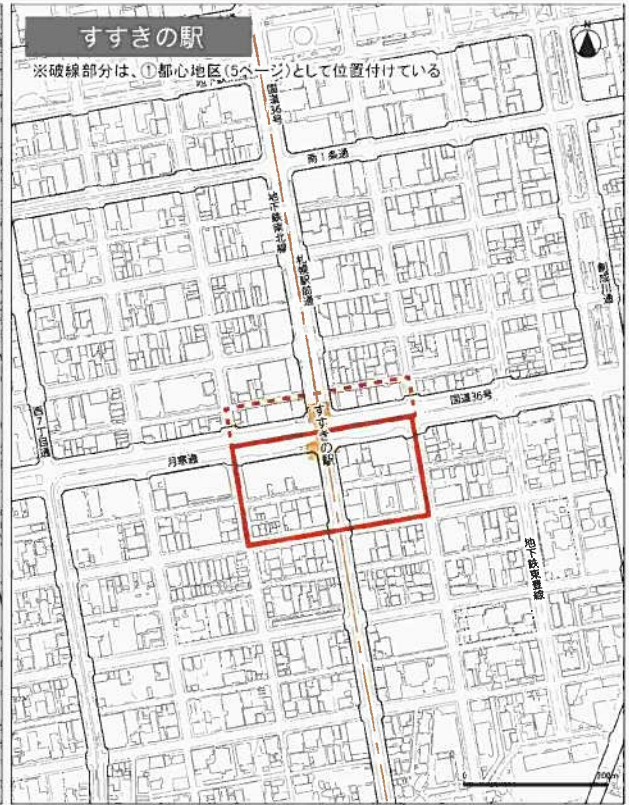 すすきの駅
※破線部分は、①都心地区(5ページ)として位置付けている
N
国道36号
南1条通
地下鉄南北線
札幌駅前通
創成川通
国道36号
西7丁目通
すすきの駅
月寒通
地下鉄東豊線
0
200m